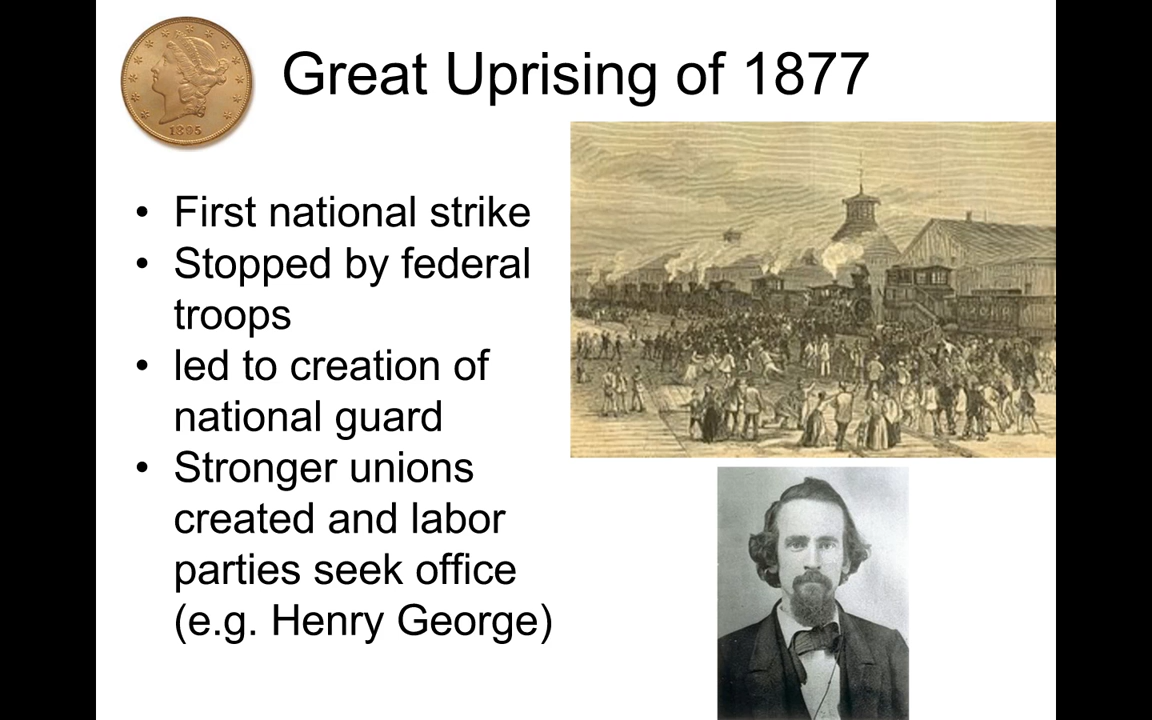 Great Uprising of 1877
1895
• First national strike
• Stopped by federal
troops
• led to creation of
national guard
• Stronger unions
created and labor
parties seek office
(e.g. Henry George)